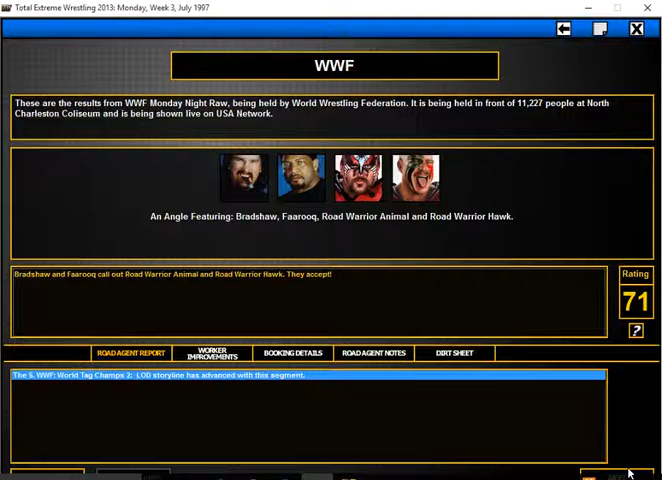 Total Extreme Wrestling 2013: Monday, Week 3, July 1997
WWF
These are the results from WWF Monday Night Raw, being held by World Wrestling Federation. It is being held in front of 11,227 people at North
Charleston Coliseum and is being shown live on USA Network.
An Angle Featuring: Bradshaw, Faarooq, Road Warrior Animal and Road Warrior Hawk.
Bradshaw and Faarooq call out Road Warrior Animal and Road Warrior Hawk. They accept!
Rating
71
?
ROAD AGENT REPORT
WORKER
IMPROVEMENTS
BOOKING DETAILS
ROAD AGENT NOTES
DIRT SHEET
The 5. WWF: World Tag Champs 2: LOD storyline has advanced with this segment.